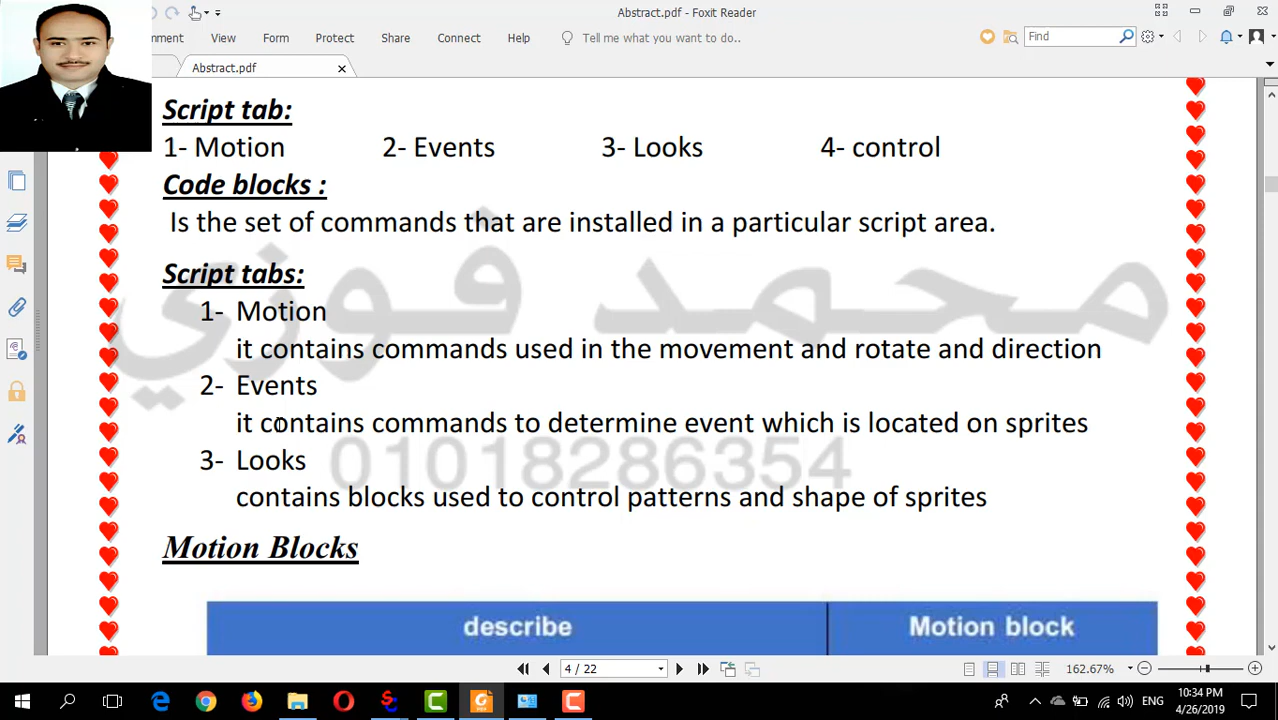 Abstract.pdf - Foxit Reader
mment View Form Protect Share Connect Help Tell me what you want to do.. Find
Abstract.pdf
Script tab:
1- Motion 2- Events 3- Looks 4- control
Code blocks :
Is the set of commands that are installed in a particular script area.
Script tabs:
1- Motion
it contains commands used in the movement and rotate and direction
محمد فوزي
2- Events
it contains commands to determine event which is located on sprites
3- Looks
01018286354
contains blocks used to control patterns and shape of sprites
Motion Blocks
describe Motion block
4 / 22 162.67%
ENG 10:34 PM
4/26/2019